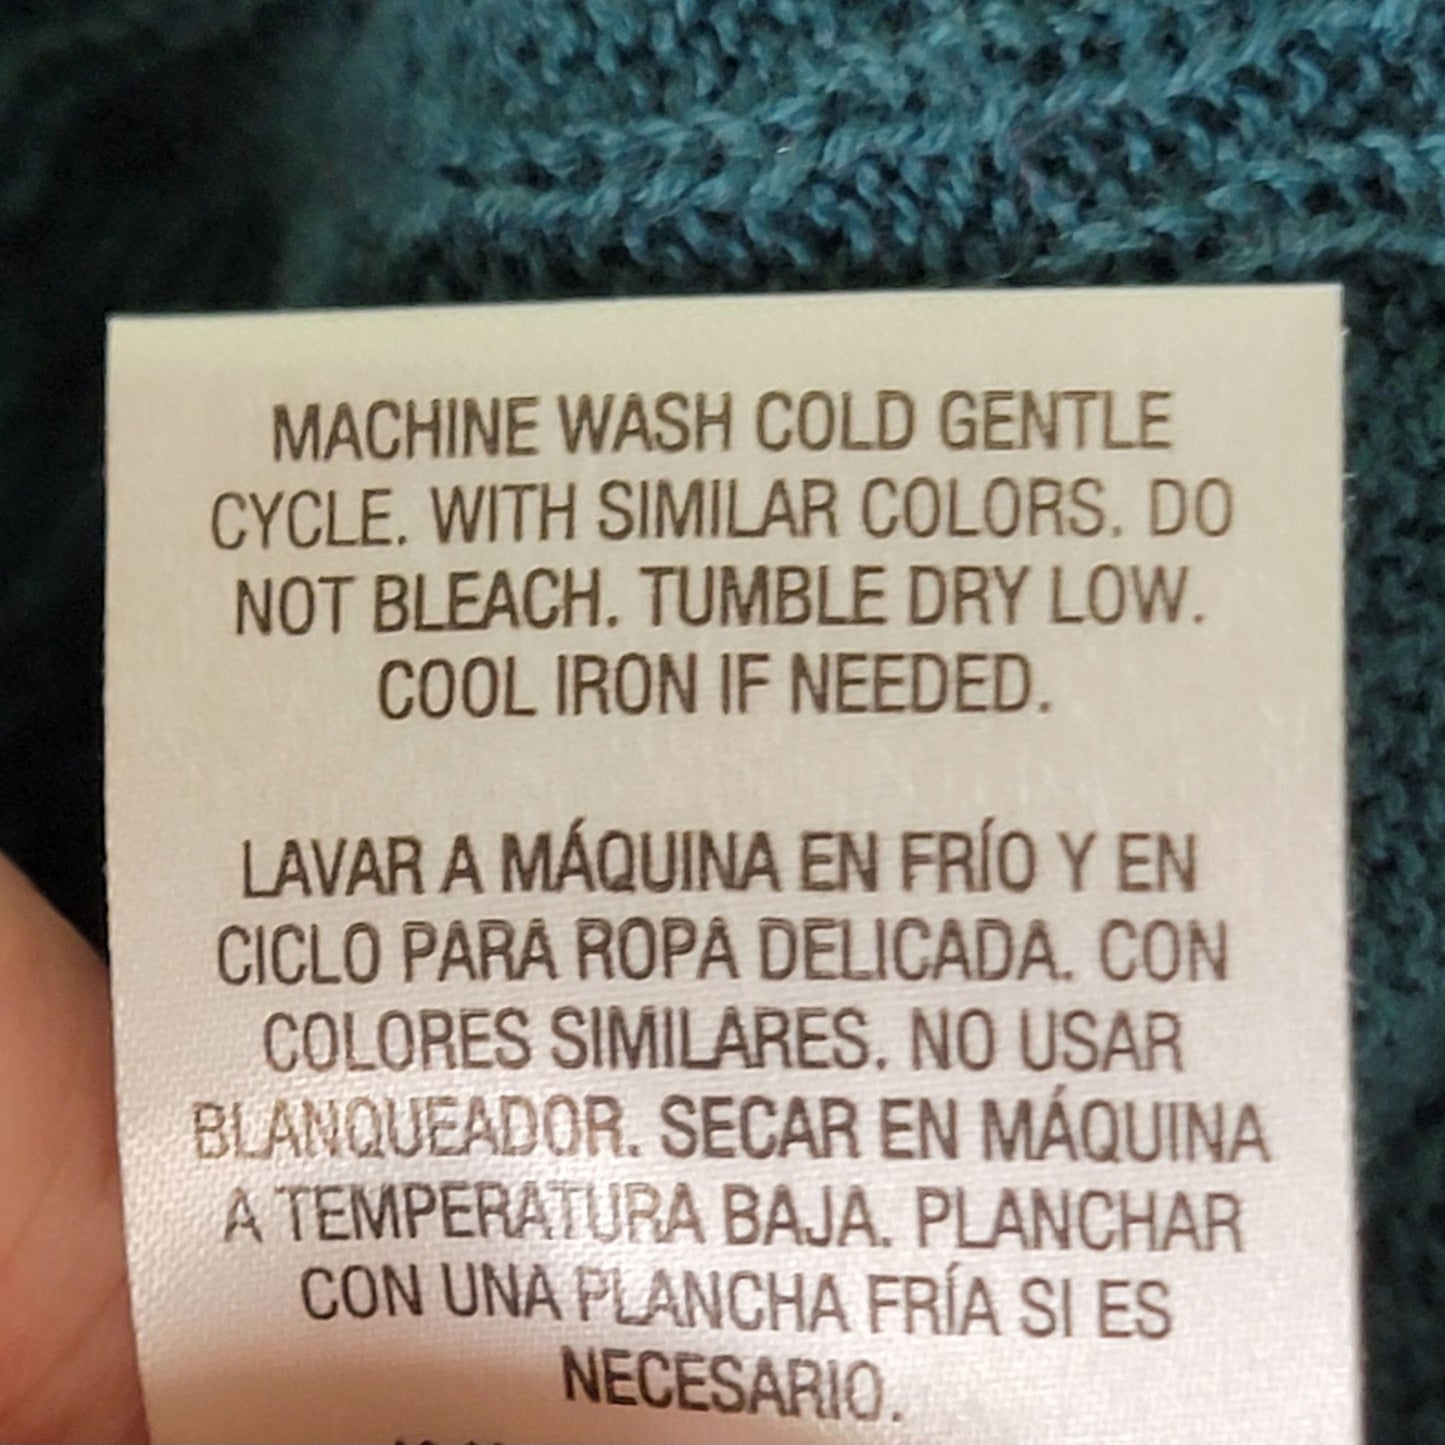 MACHINE WASH COLD GENTLE
CYCLE. WITH SIMILAR COLORS. DO
NOT BLEACH. TUMBLE DRY LOW.
COOL IRON IF NEEDED.
LAVAR A MÁQUINA EN FRÍO Y EN
CICLO PARA ROPA DELICADA. CON
COLORES SIMILARES. NO USAR
BLANQUEADOR. SECAR EN MÁQUINA
A TEMPERATURA BAJA. PLANCHAR
CON UNA PLANCHA FRÍA SI ES
NECESARIO.